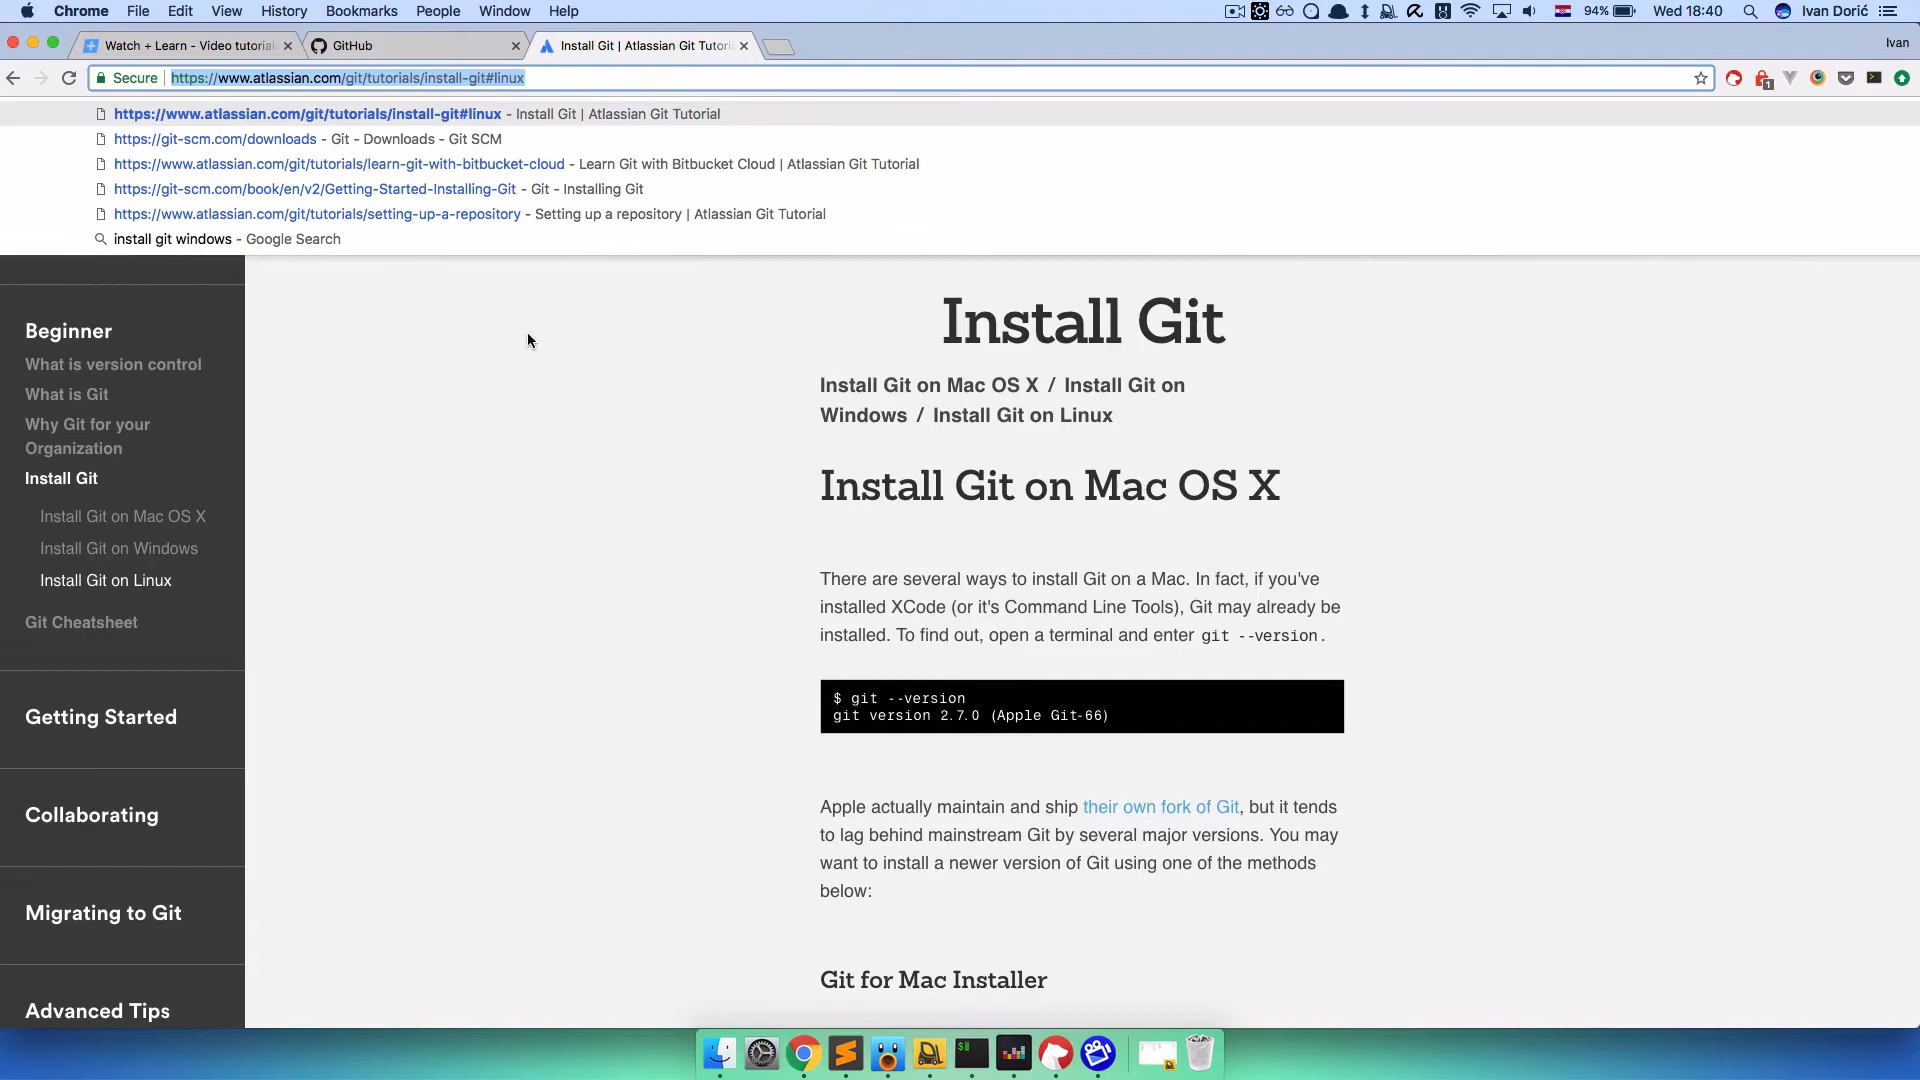 Chrome File Edit View History Bookmarks People Window Help 94% Wed 18:40 Ivan Dorić
Watch + Learn - Video tutorial GitHub Install Git | Atlassian Git Tutori Ivan
Secure https://www.atlassian.com/git/tutorials/install-git#linux
https://www.atlassian.com/git/tutorials/install-git#linux - Install Git | Atlassian Git Tutorial
https://git-scm.com/downloads - Git - Downloads - Git SCM
https://www.atlassian.com/git/tutorials/learn-git-with-bitbucket-cloud - Learn Git with Bitbucket Cloud | Atlassian Git Tutorial
https://git-scm.com/book/en/v2/Getting-Started-Installing-Git - Git - Installing Git
https://www.atlassian.com/git/tutorials/setting-up-a-repository - Setting up a repository | Atlassian Git Tutorial
install git windows - Google Search
Beginner
What is version control
What is Git
Why Git for your
Organization
Install Git
Install Git on Mac OS X
Install Git on Windows
Install Git on Linux
Git Cheatsheet
Getting Started
Collaborating
Migrating to Git
Advanced Tips
Install Git
Install Git on Mac OS X / Install Git on
Windows / Install Git on Linux
Install Git on Mac OS X
There are several ways to install Git on a Mac. In fact, if you've
installed XCode (or it's Command Line Tools), Git may already be
installed. To find out, open a terminal and enter git --version.
$ git --version
git version 2.7.0 (Apple Git-66)
Apple actually maintain and ship their own fork of Git, but it tends
to lag behind mainstream Git by several major versions. You may
want to install a newer version of Git using one of the methods
below:
Git for Mac Installer